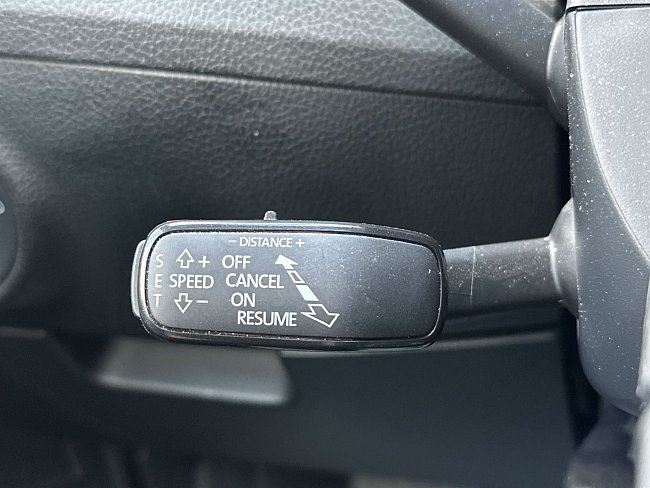 − DISTANCE +
S ⇧ + OFF
E SPEED CANCEL
T ⇩ − ON
RESUME